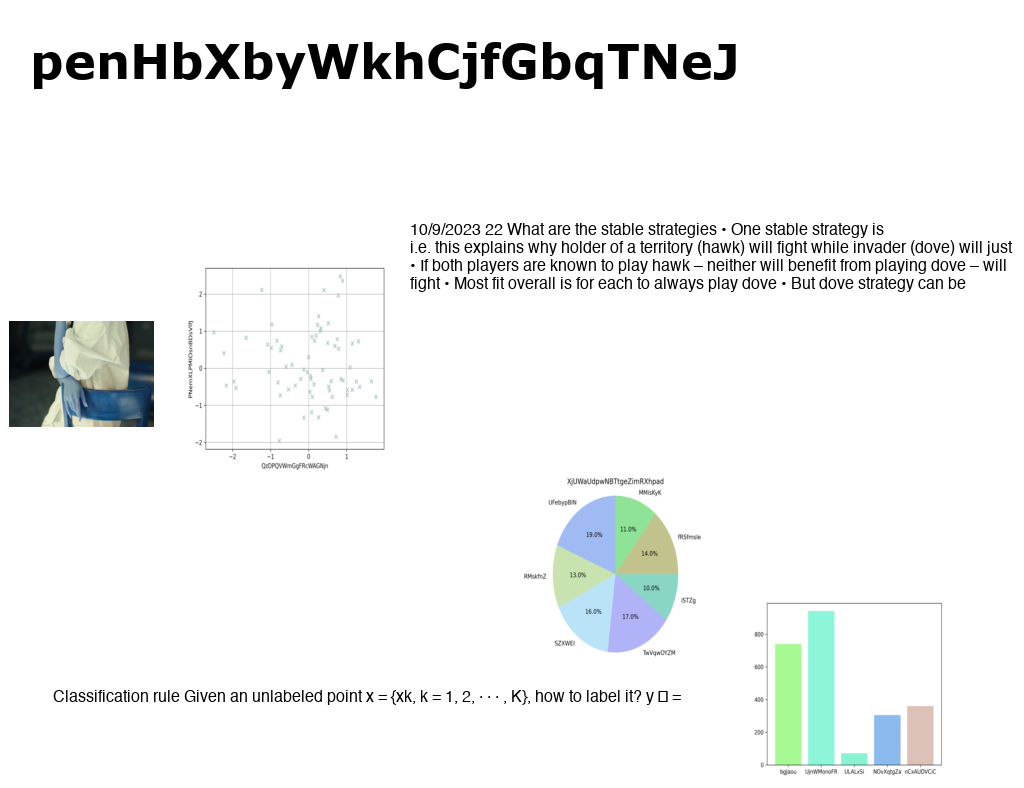 penHbXbyWkhCjfGbqTNeJ
10/9/2023 22 What are the stable strategies • One stable strategy is
i.e. this explains why holder of a territory (hawk) will fight while invader (dove) will just
• If both players are known to play hawk – neither will benefit from playing dove – will
fight • Most fit overall is for each to always play dove • But dove strategy can be
2
1
0
−1
−2
−2 −1 0 1
QzDPQVWmGgFRcWAGNjn
XjUWaUdpwNBTtgeZimRXhpad
MMisKyK
UFebypBIN
11.0%
19.0%
fRSfmsle
14.0%
RMskfnZ
13.0%
10.0%
iSTZg
16.0%
17.0%
SZXWEI
TwVqwOYZM
Classification rule Given an unlabeled point x = {xk, k = 1, 2, · · · , K}, how to label it? y □ =
800
600
400
200
0
bgjaou UjnWMonoFR ULALxSi NOvXqtgZa nCxAUDVCiC